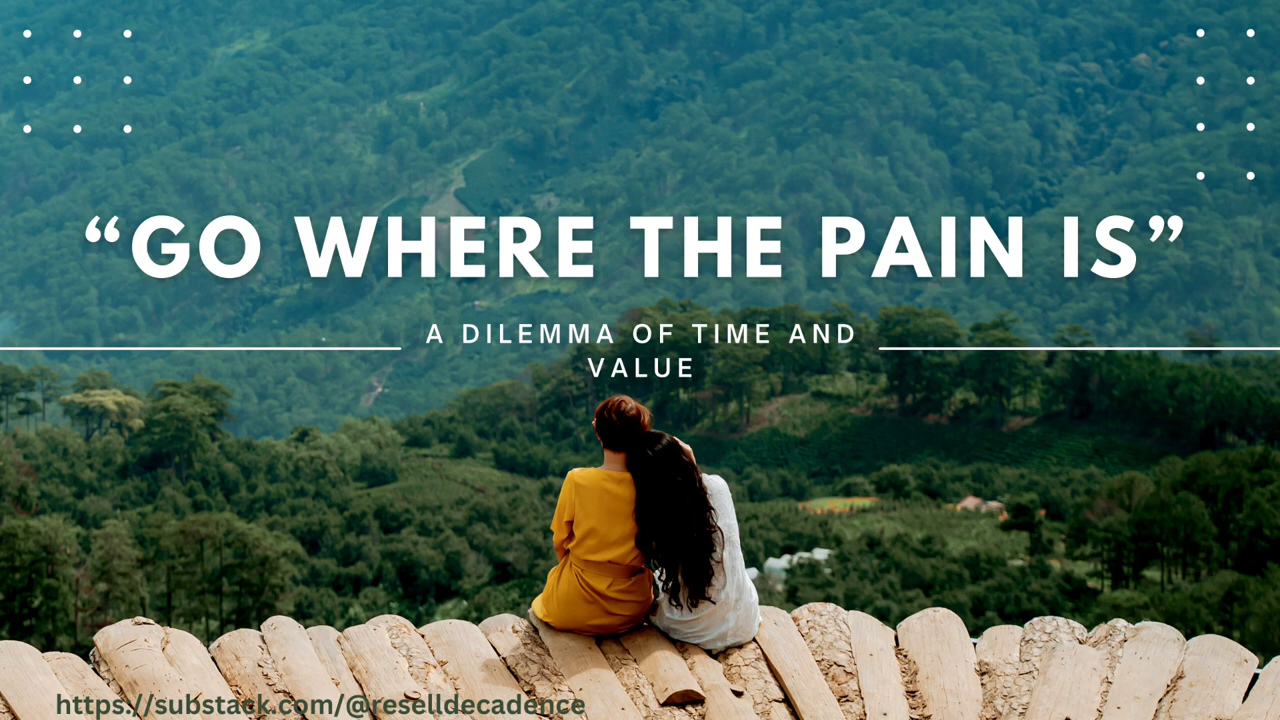 “GO WHERE THE PAIN IS”
A DILEMMA OF TIME AND
VALUE
https://substack.com/@reselldecadence